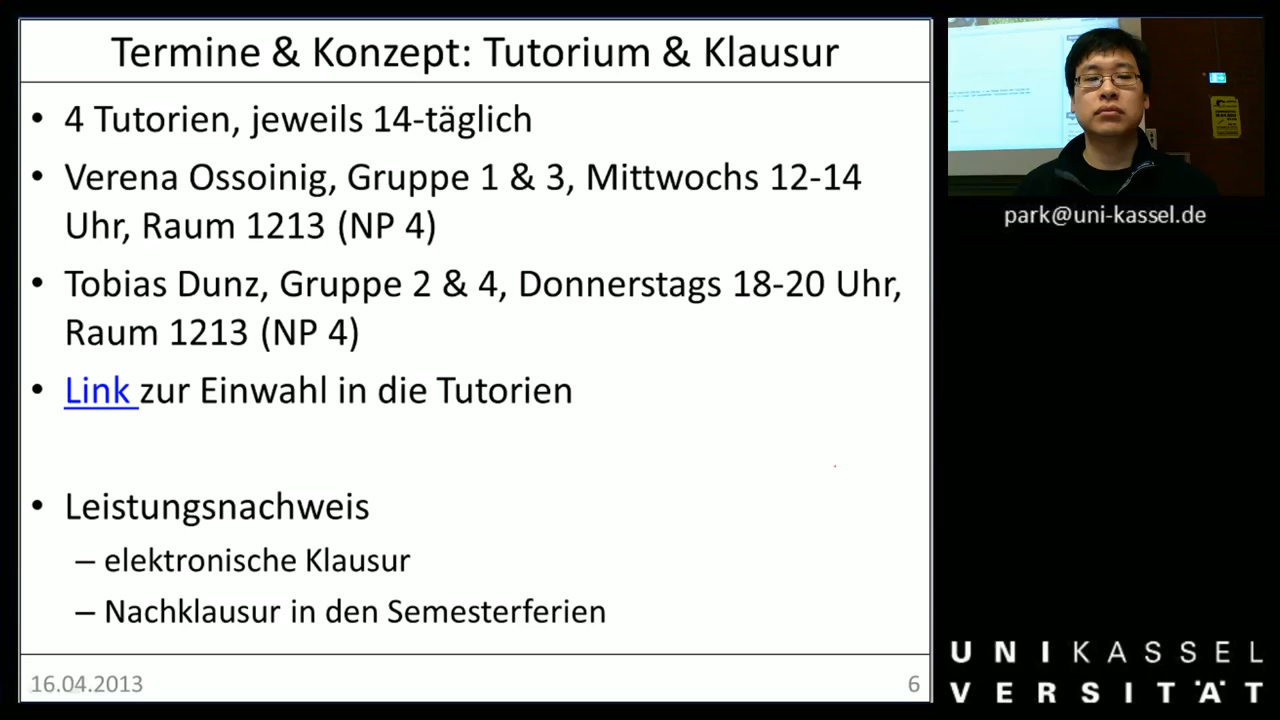 Termine & Konzept: Tutorium & Klausur
• 4 Tutorien, jeweils 14-täglich
• Verena Ossoinig, Gruppe 1 & 3, Mittwochs 12-14
Uhr, Raum 1213 (NP 4)
• Tobias Dunz, Gruppe 2 & 4, Donnerstags 18-20 Uhr,
Raum 1213 (NP 4)
• Link zur Einwahl in die Tutorien
• Leistungsnachweis
– elektronische Klausur
– Nachklausur in den Semesterferien
16.04.2013
6
park@uni-kassel.de
UNIKASSEL
VERSITÄT